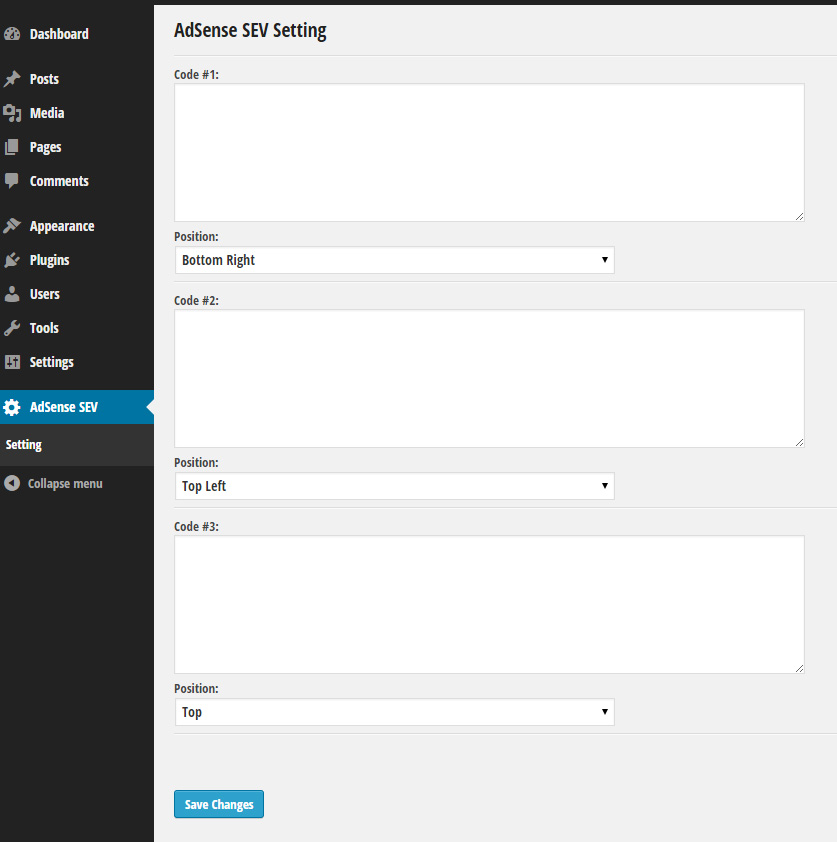 Dashboard
Posts
Media
Pages
Comments
Appearance
Plugins
Users
Tools
Settings
AdSense SEV
Setting
Collapse menu
AdSense SEV Setting
Code #1:
Position:
Bottom Right
Code #2:
Position:
Top Left
Code #3:
Position:
Top
Save Changes